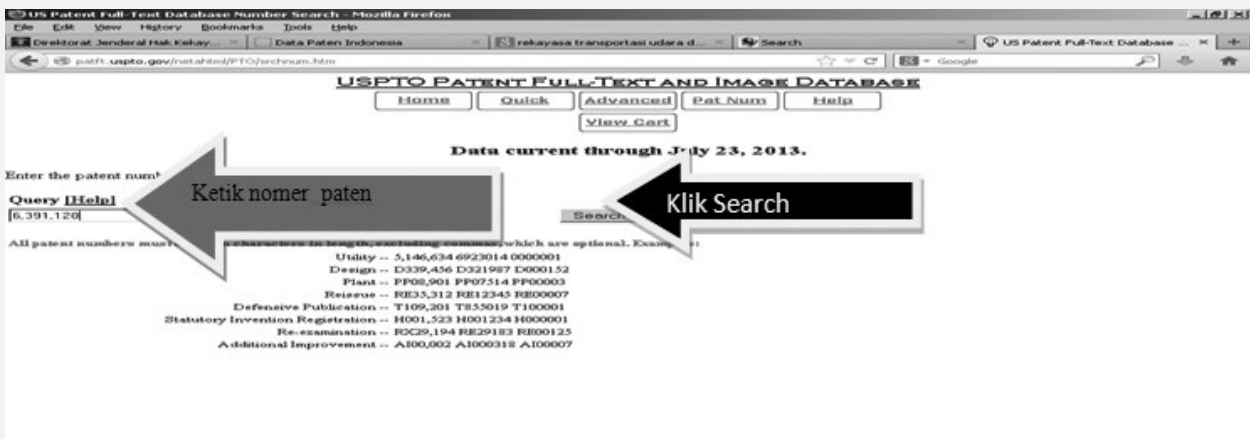 US Patent Full-Text Database Number Search - Mozilla Firefox
File Edit View History Bookmarks Tools Help
Direktorat Jenderal Hak Kekay... Data Paten Indonesia rekayasa transportasi udara d... Search US Patent Full-Text Database ...
patft.uspto.gov/netahtml/PTO/srchnum.htm Google
USPTO PATENT FULL-TEXT AND IMAGE DATABASE
Home Quick Advanced Pat Num Help
View Cart
Data current through July 23, 2013.
Enter the patent numb
Ketik nomer paten
Klik Search
Query [Help]
6,391,120 Search
All patent numbers must characters in length, excluding commas, which are optional. Examples:
Utility -- 5,146,634 6923014 0000001
Design -- D339,456 D321987 D000152
Plant -- PP08,901 PP07514 PP00003
Reissue -- RE35,312 RE12345 RE00007
Defensive Publication -- T109,201 T855019 T100001
Statutory Invention Registration -- H001,523 H001234 H000001
Re-examination -- RX29,194 RE29183 RE00125
Additional Improvement -- AI00,002 AI000318 AI00007